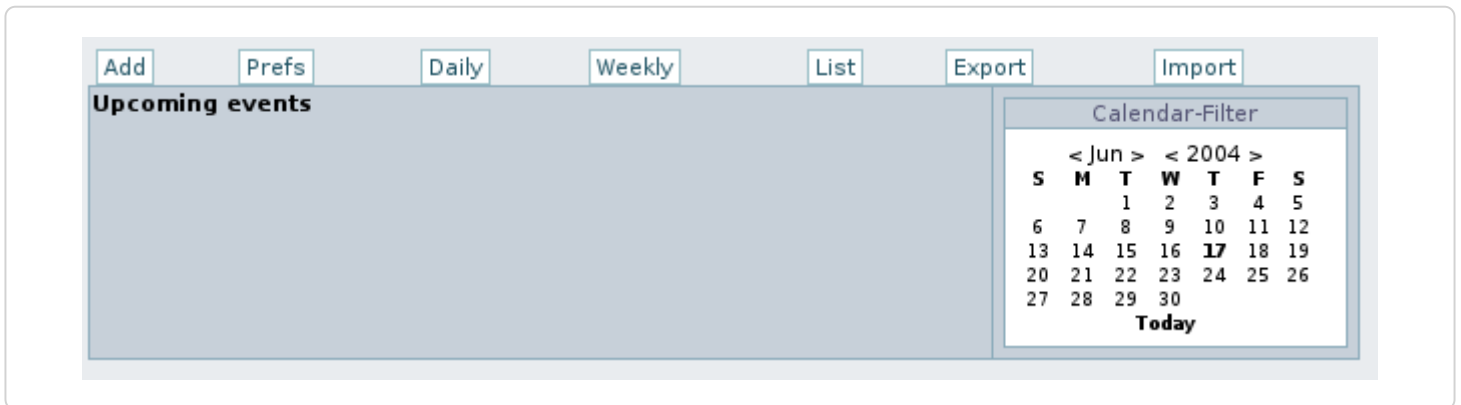 Add Prefs Daily Weekly List Export Import
Upcoming events
Calendar-Filter
< Jun > < 2004 >
S M T W T F S
1 2 3 4 5
6 7 8 9 10 11 12
13 14 15 16 17 18 19
20 21 22 23 24 25 26
27 28 29 30
Today